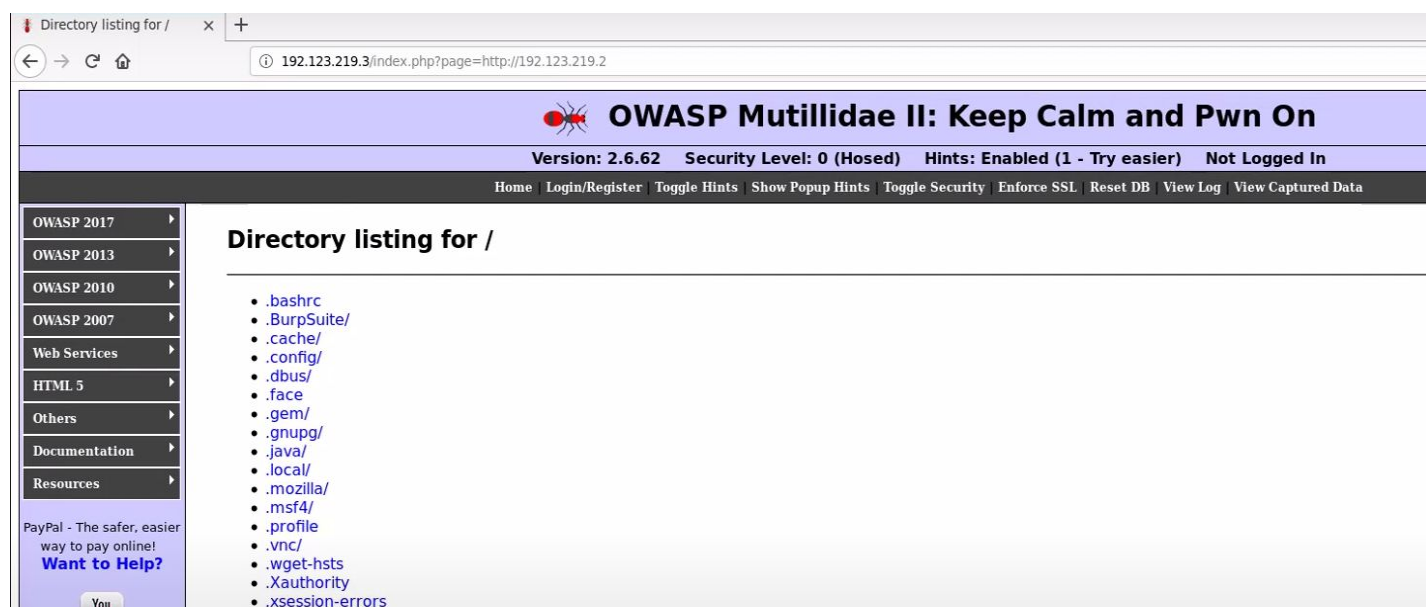 Directory listing for /
192.123.219.3/index.php?page=http://192.123.219.2
OWASP Mutillidae II: Keep Calm and Pwn On
Version: 2.6.62 Security Level: 0 (Hosed) Hints: Enabled (1 - Try easier) Not Logged In
Home | Login/Register | Toggle Hints | Show Popup Hints | Toggle Security | Enforce SSL | Reset DB | View Log | View Captured Data
OWASP 2017
OWASP 2013
OWASP 2010
OWASP 2007
Web Services
HTML 5
Others
Documentation
Resources
PayPal - The safer, easier
way to pay online!
Want to Help?
You
Directory listing for /
.bashrc
.BurpSuite/
.cache/
.config/
.dbus/
.face
.gem/
.gnupg/
.java/
.local/
.mozilla/
.msf4/
.profile
.vnc/
.wget-hsts
.Xauthority
.xsession-errors